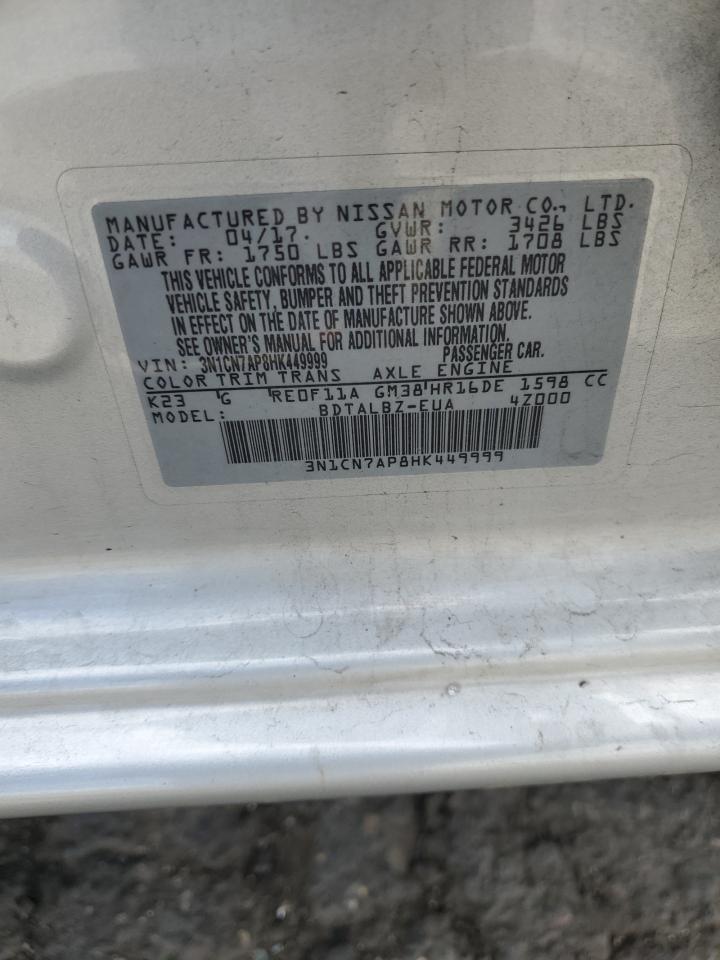 MANUFACTURED BY NISSAN MOTOR CO., LTD.
DATE: 04/17. GVWR: 3426 LBS
GAWR FR: 1750 LBS GAWR RR: 1708 LBS
THIS VEHICLE CONFORMS TO ALL APPLICABLE FEDERAL MOTOR
VEHICLE SAFETY, BUMPER AND THEFT PREVENTION STANDARDS
IN EFFECT ON THE DATE OF MANUFACTURE SHOWN ABOVE.
SEE OWNER'S MANUAL FOR ADDITIONAL INFORMATION.
VIN: 3N1CN7AP8HK449999 PASSENGER CAR.
COLOR TRIM TRANS AXLE ENGINE
K23 G RE0F11A GM38 HR16DE 1598 CC
MODEL: BDTALBZ-EUA 4Z000
3N1CN7AP8HK449999